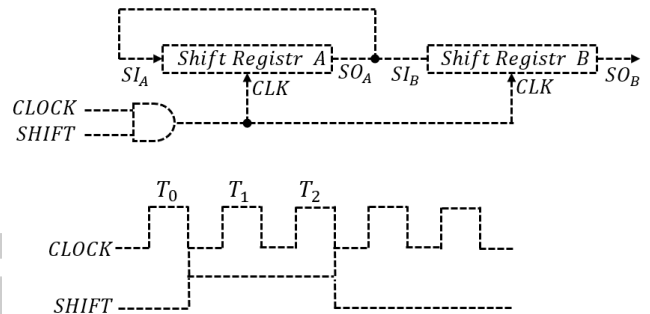 Shift Registr A
Shift Registr B
SI_A
SO_A
SI_B
SO_B
CLK
CLK
CLOCK
SHIFT
T_0 T_1 T_2
CLOCK
SHIFT